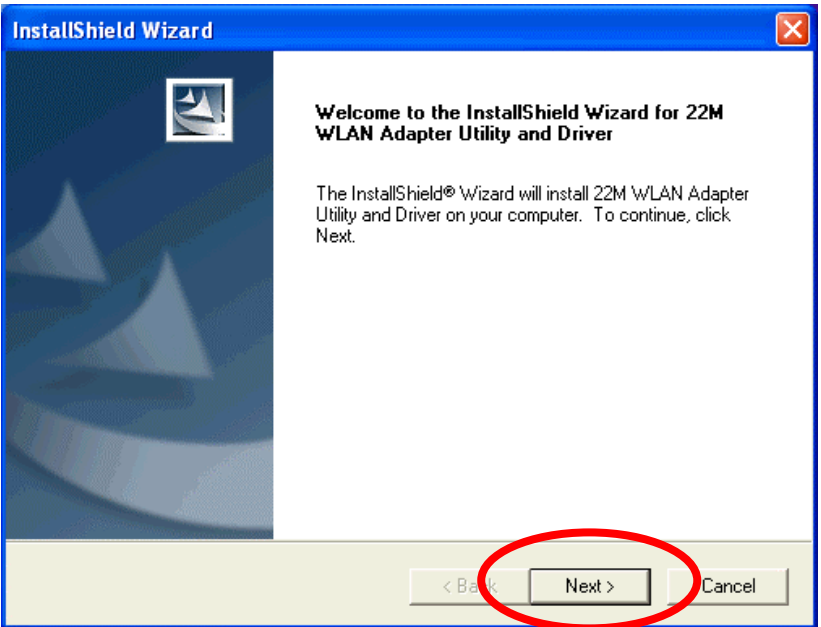 InstallShield Wizard
Welcome to the InstallShield Wizard for 22M
WLAN Adapter Utility and Driver
The InstallShield® Wizard will install 22M WLAN Adapter
Utility and Driver on your computer. To continue, click
Next.
< Back
Next >
Cancel